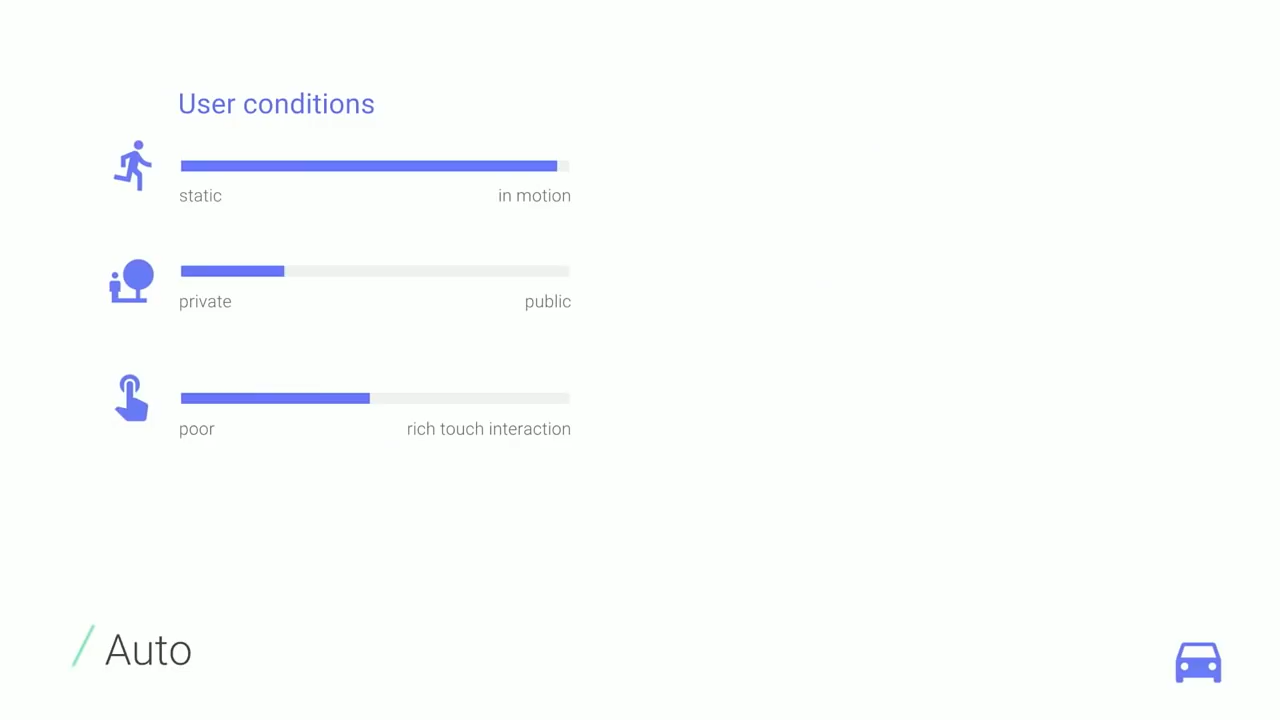 User conditions
static in motion
private public
poor rich touch interaction
Auto